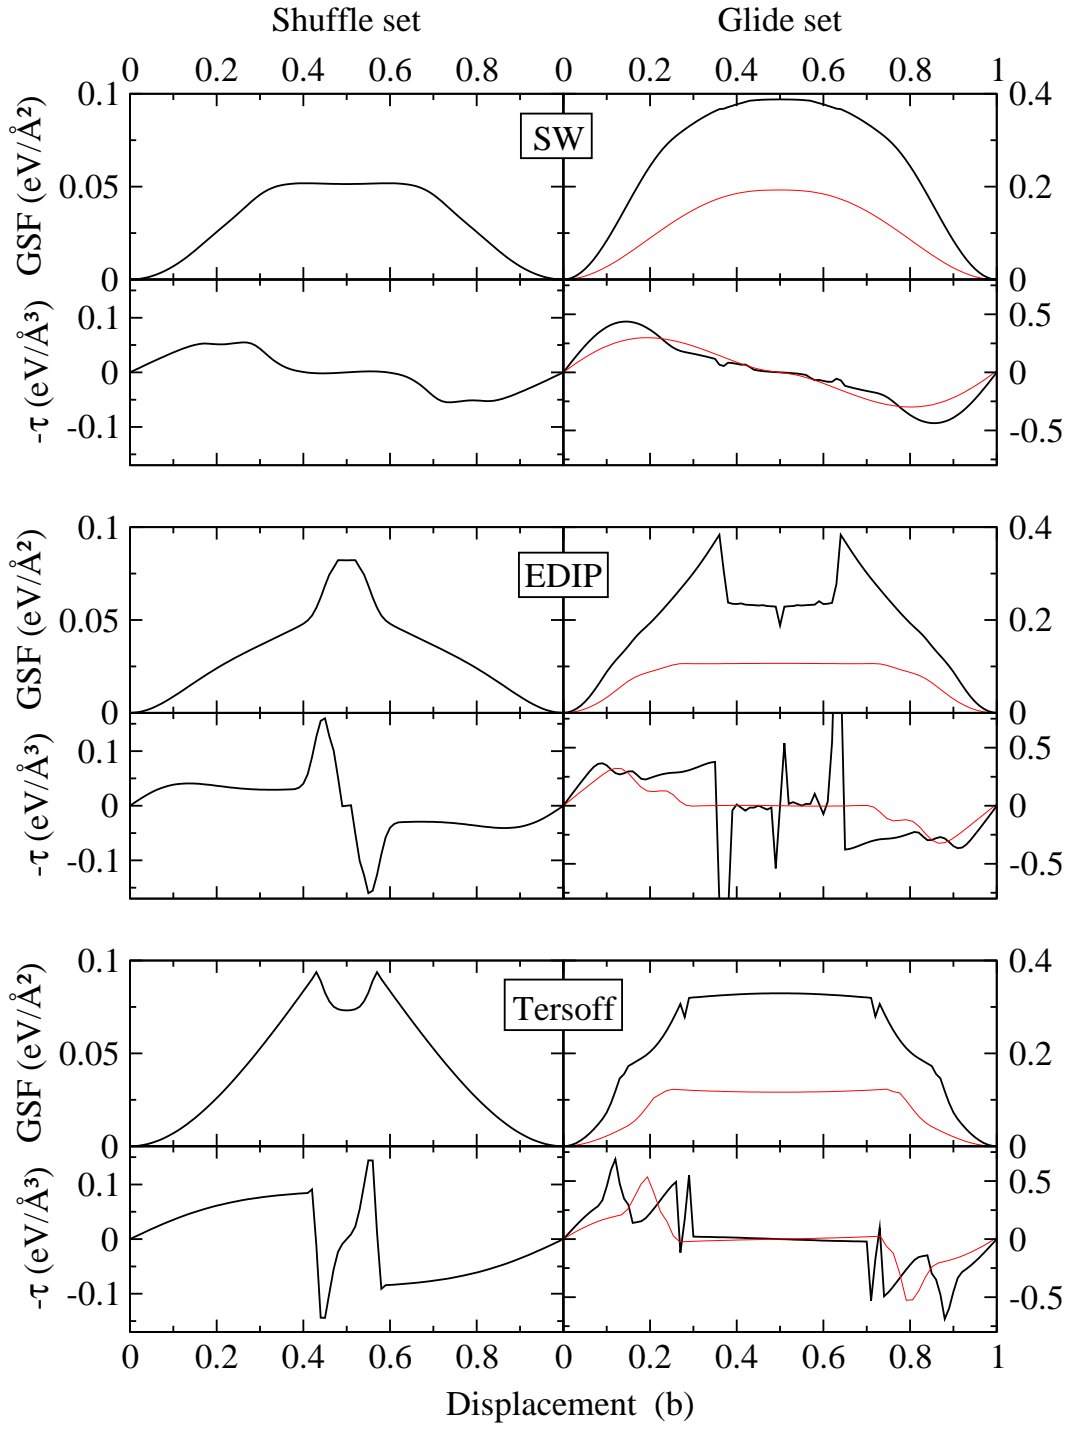 Shuffle set Glide set
0 0.2 0.4 0.6 0.8 0 0.2 0.4 0.6 0.8 1
0.1 0.4
GSF (eV/Å²)
SW
0.05 0.2
0 0
-τ (eV/Å³)
0.1 0.5
0 0
-0.1 -0.5
0.1 0.4
GSF (eV/Å²)
EDIP
0.05 0.2
0 0
-τ (eV/Å³)
0.1 0.5
0 0
-0.1 -0.5
0.1 0.4
GSF (eV/Å²)
Tersoff
0.05 0.2
0 0
-τ (eV/Å³)
0.1 0.5
0 0
-0.1 -0.5
0 0.2 0.4 0.6 0.8 0 0.2 0.4 0.6 0.8 1
Displacement (b)